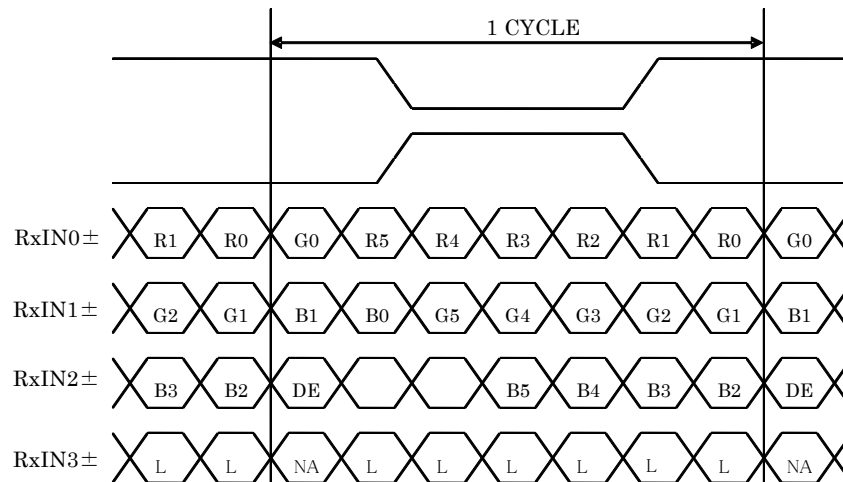 1 CYCLE
RxIN0± R1 R0 G0 R5 R4 R3 R2 R1 R0 G0
RxIN1± G2 G1 B1 B0 G5 G4 G3 G2 G1 B1
RxIN2± B3 B2 DE B5 B4 B3 B2 DE
RxIN3± L L NA L L L L L L NA